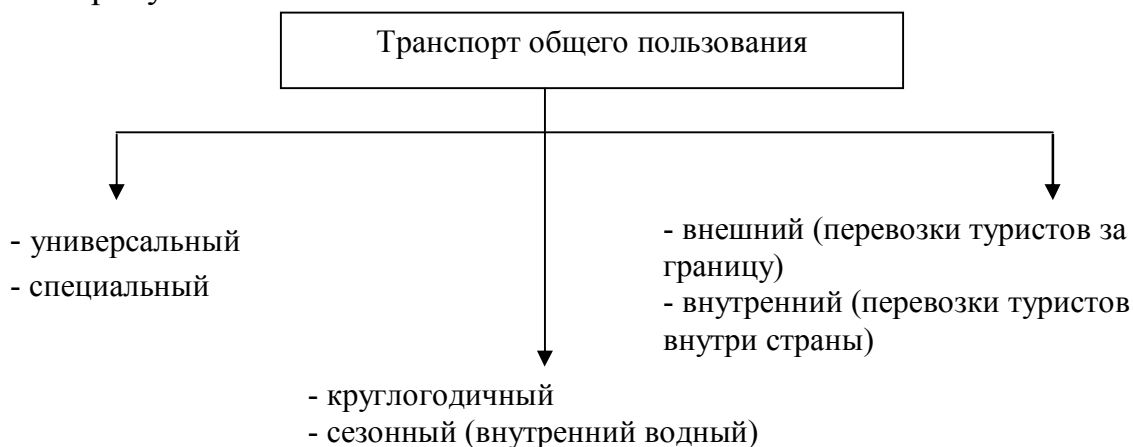 Транспорт общего пользования
- универсальный
- специальный
- круглогодичный
- сезонный (внутренний водный)
- внешний (перевозки туристов за
границу)
- внутренний (перевозки туристов
внутри страны)